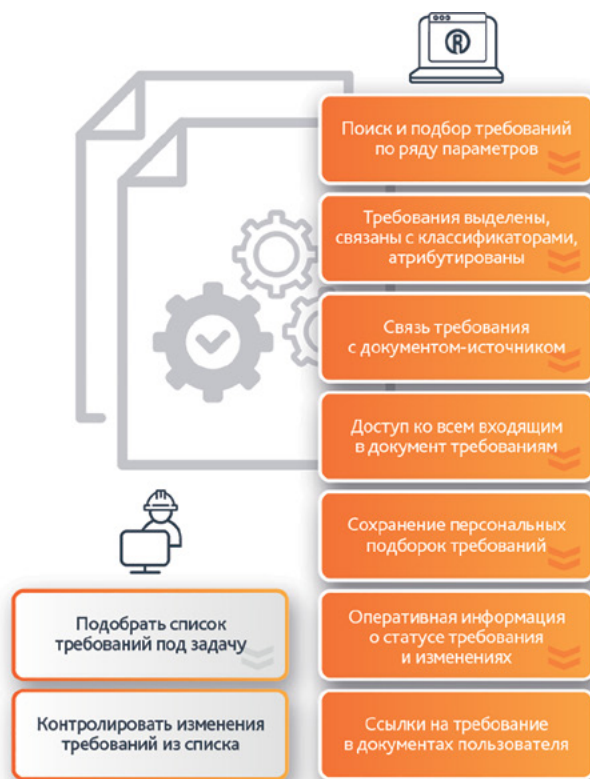 ®
Поиск и подбор требований
по ряду параметров
Требования выделены,
связаны с классификаторами,
атрибутированы
Связь требования
с документом-источником
Доступ ко всем входящим
в документ требованиям
Сохранение персональных
подборок требований
Оперативная информация
о статусе требования
и изменениях
Ссылки на требование
в документах пользователя
Подобрать список
требований под задачу
Контролировать изменения
требований из списка